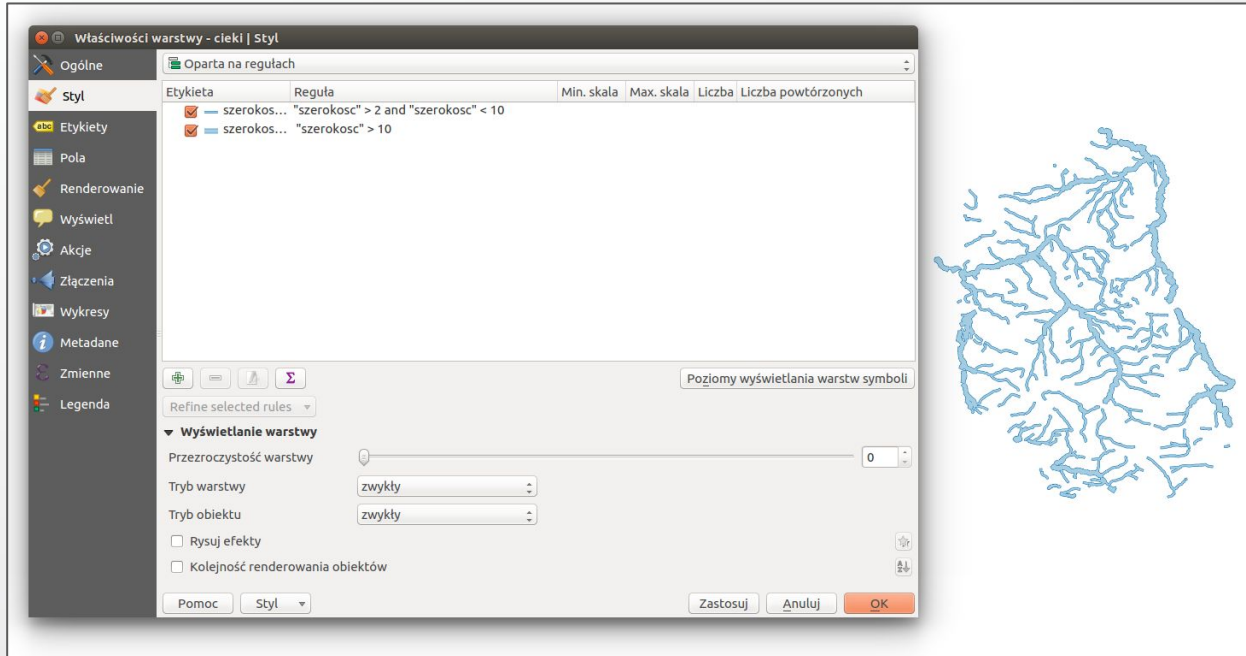 Właściwości warstwy - cieki | Styl
Ogólne
Styl
Etykiety
Pola
Renderowanie
Wyświetl
Akcje
Złączenia
Wykresy
Metadane
Zmienne
Legenda
Oparta na regułach
Etykieta Reguła Min. skala Max. skala Liczba Liczba powtórzonych
szerokos... "szerokosc" > 2 and "szerokosc" < 10
szerokos... "szerokosc" > 10
Poziomy wyświetlania warstw symboli
Refine selected rules
Wyświetlanie warstwy
Przezroczystość warstwy 0
Tryb warstwy zwykły
Tryb obiektu zwykły
Rysuj efekty
Kolejność renderowania obiektów
Pomoc Styl Zastosuj Anuluj OK